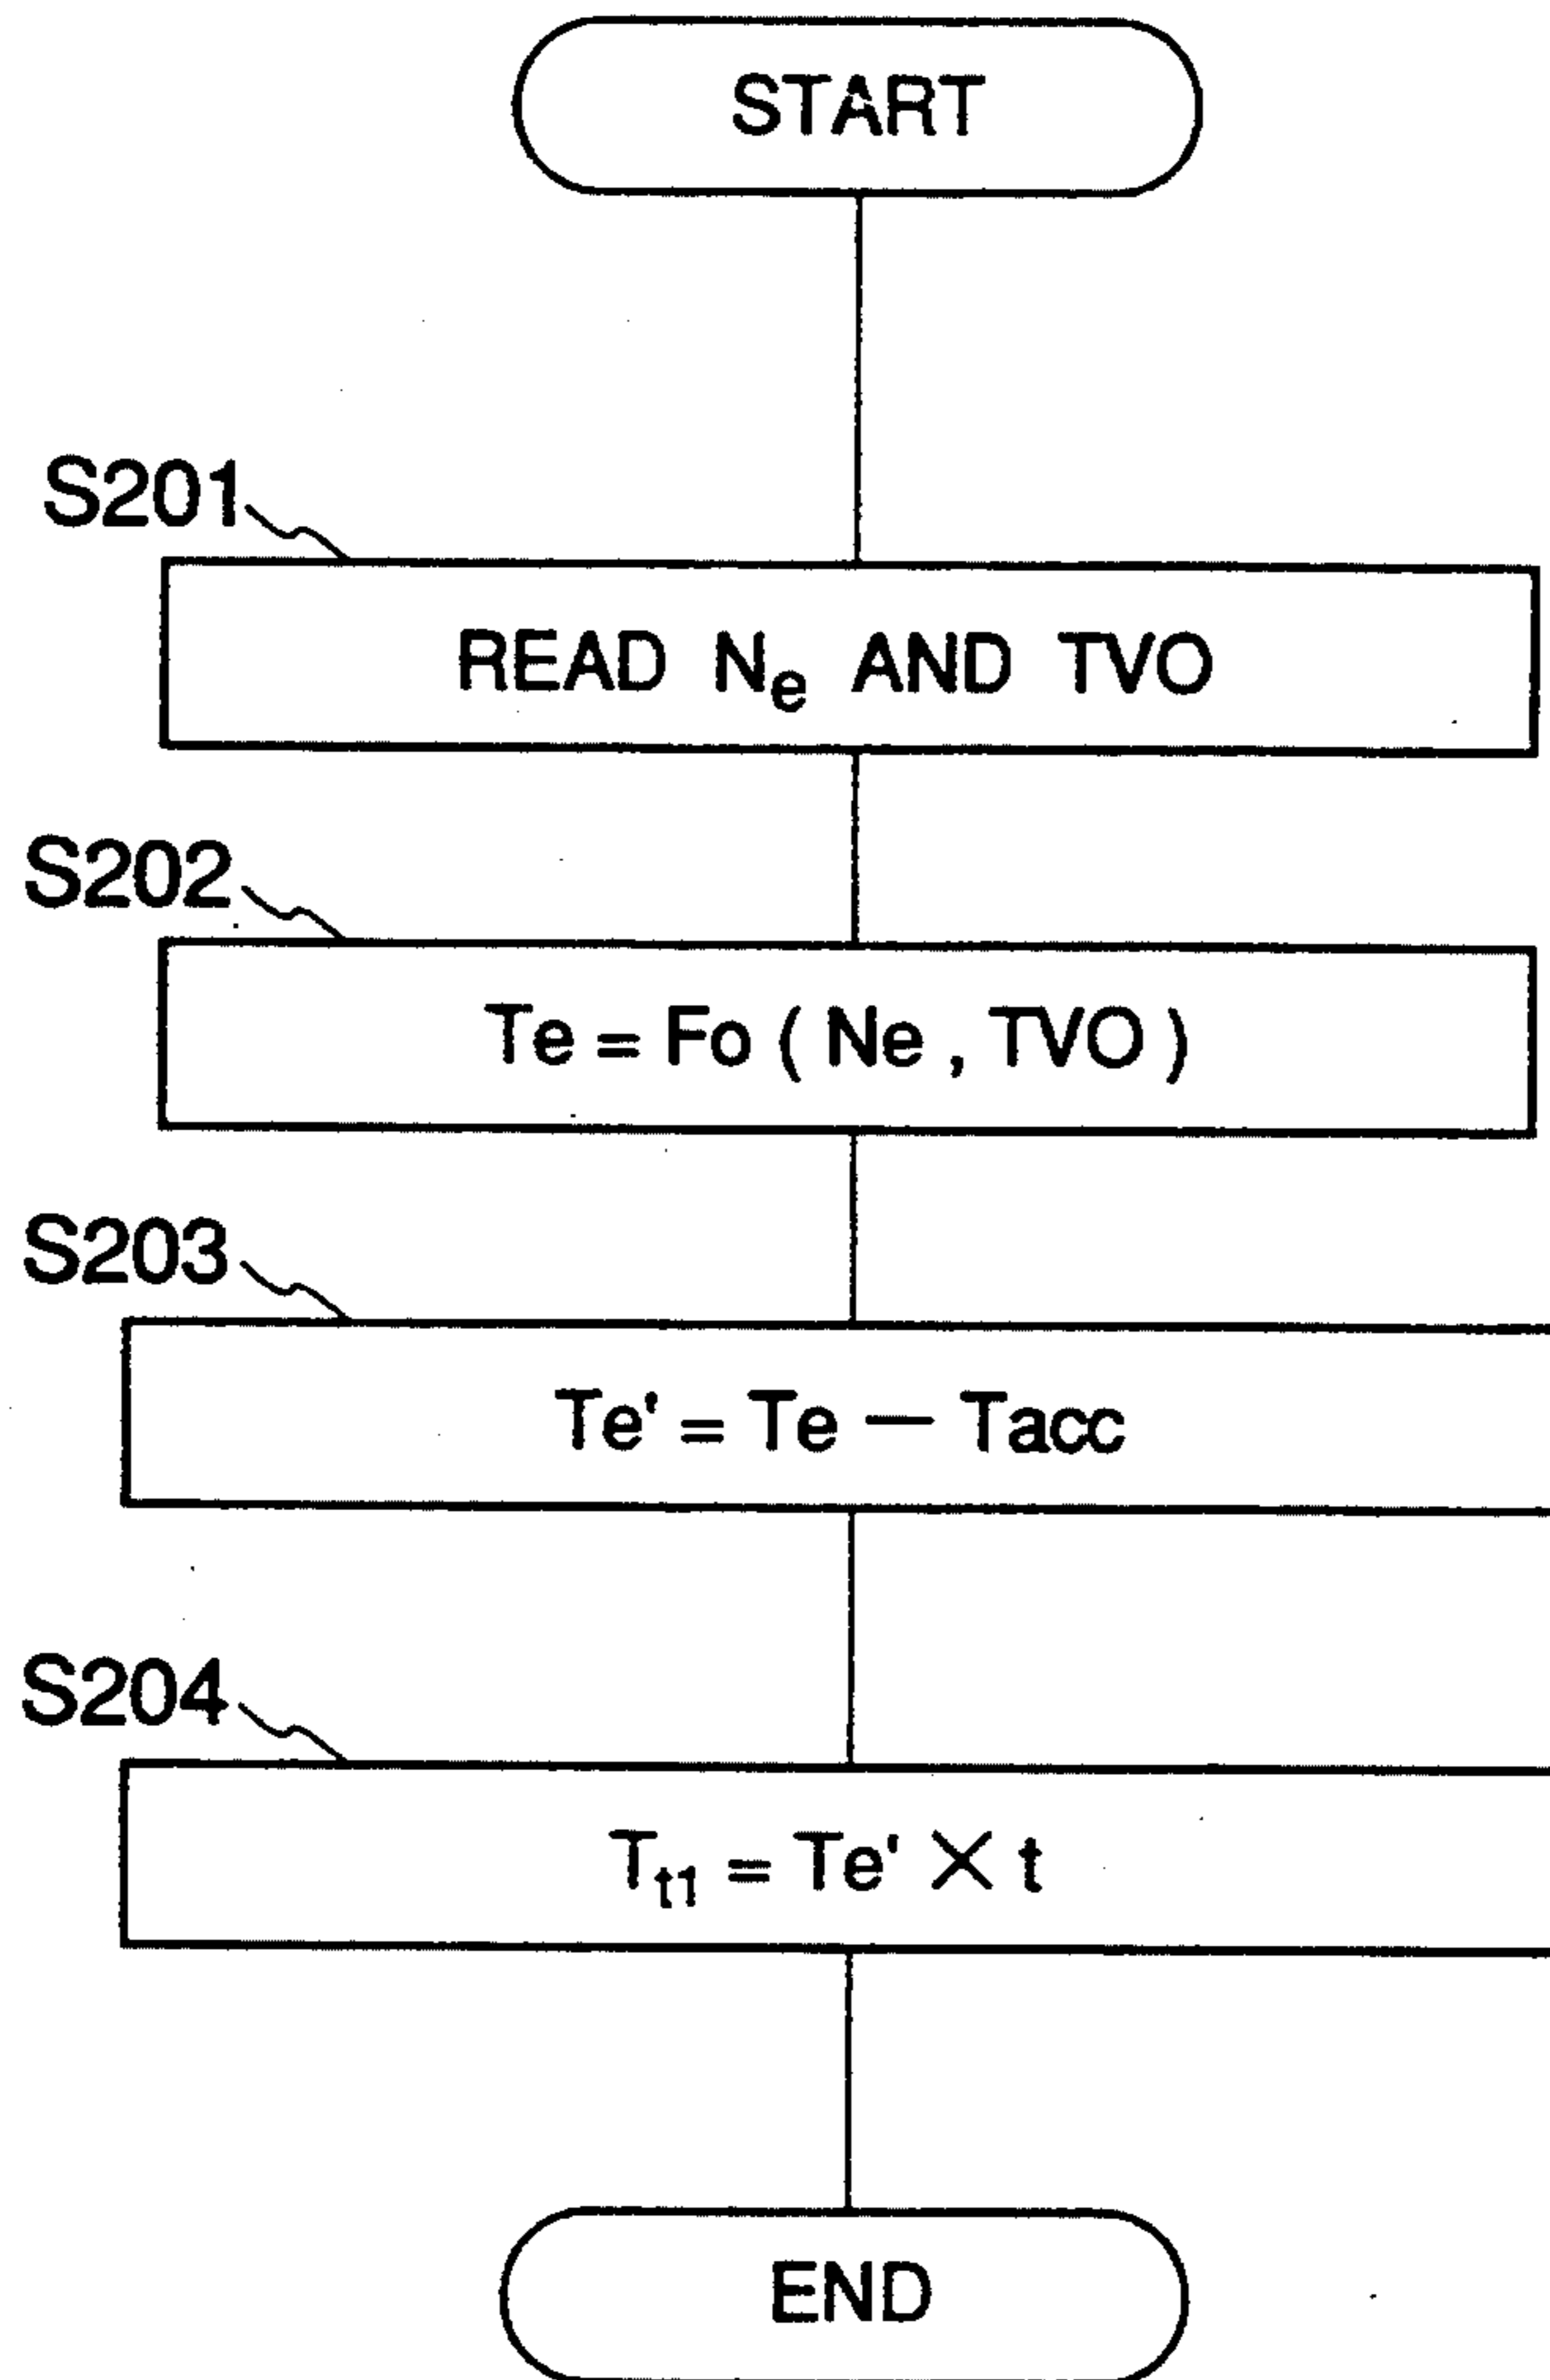 START
S201
READ Ne AND TVO
S202
Te = Fo ( Ne , TVO )
S203
Te' = Te — Tacc
S204
Tt1 = Te' × t
END